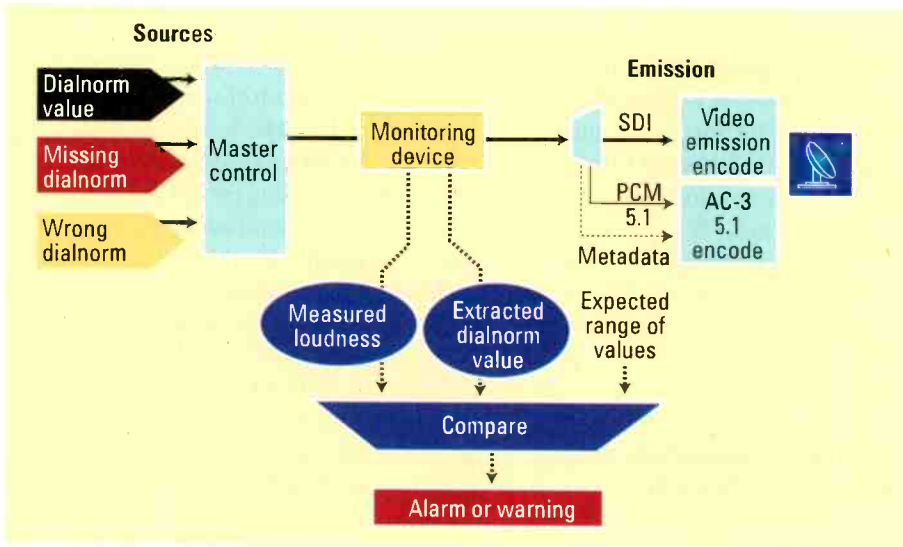 Sources
Dialnorm
value
Missing
dialnorm
Wrong
dialnorm
Master
control
Monitoring
device
Emission
SDI
PCM
5.1
Metadata
Video
emission
encode
AC-3
5.1
encode
Measured
loudness
Extracted
dialnorm
value
Expected
range of
values
Compare
Alarm or warning